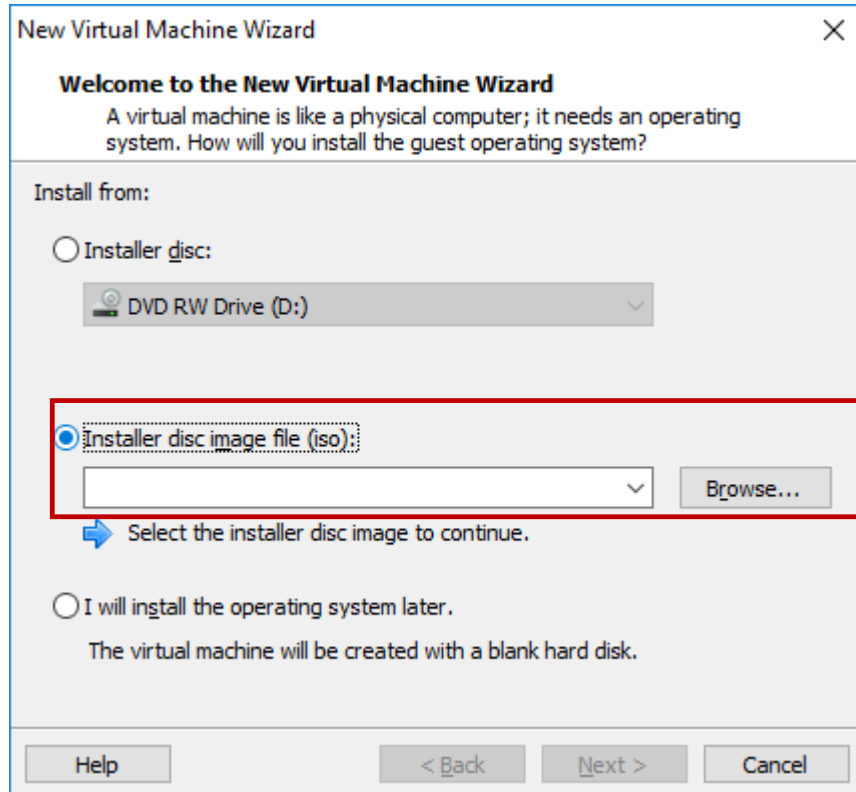 New Virtual Machine Wizard
Welcome to the New Virtual Machine Wizard
A virtual machine is like a physical computer; it needs an operating
system. How will you install the guest operating system?
Install from:
Installer disc:
DVD RW Drive (D:)
Installer disc image file (iso):
Browse...
Select the installer disc image to continue.
I will install the operating system later.
The virtual machine will be created with a blank hard disk.
Help < Back Next > Cancel